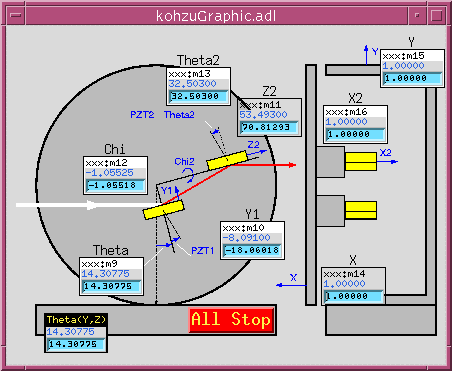 kohzuGraphic.adl
Theta2
xxx:m13
32.50300
32.50300
PZT2
Theta2
Z2
xxx:m11
53.49300
70.81293
Y
xxx:m15
1.00000
1.00000
Y
X2
xxx:m16
1.00000
1.00000
X2
Chi
xxx:m12
-1.05525
-1.05518
Chi2
Z2
Y1
Y1
xxx:m10
-8.09100
-18.06018
Theta
xxx:m9
14.30775
14.30775
PZT1
X
X
xxx:m14
1.00000
1.00000
Theta(Y,Z)
14.30775
14.30775
All Stop